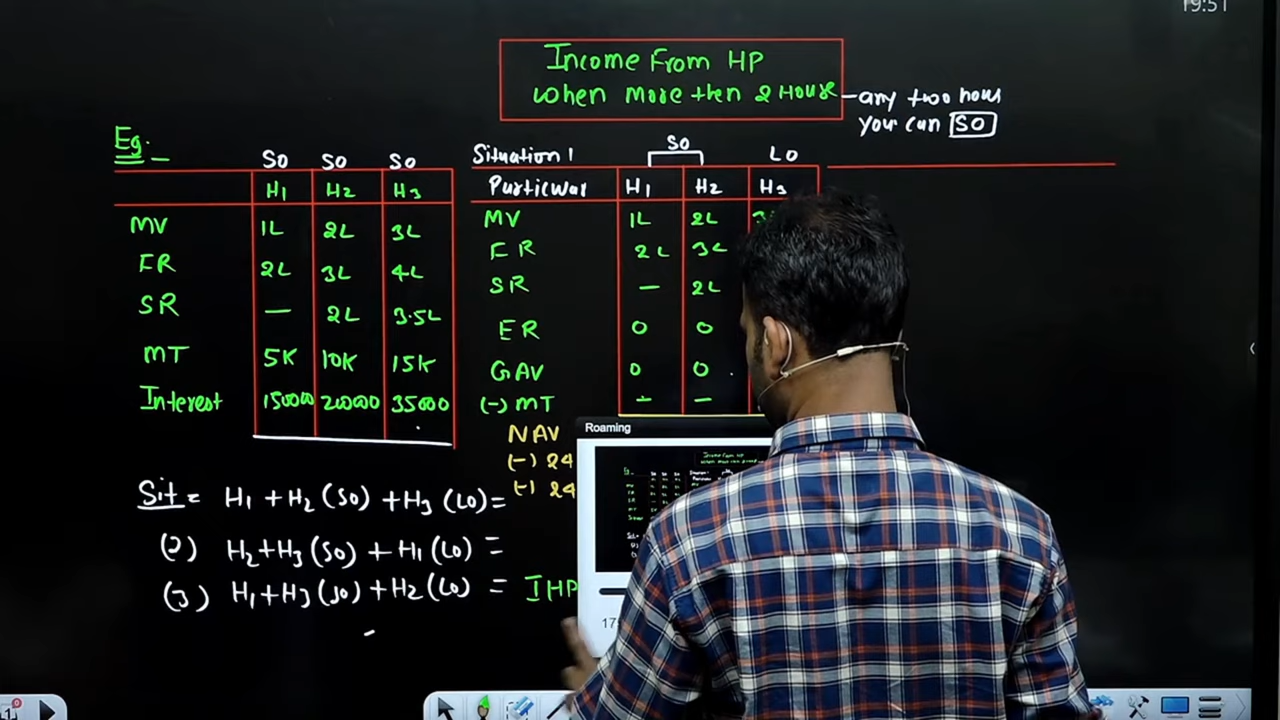 19:51
Income From HP
When More then 2 House - any two hous
you can SO
Eg.
SO SO SO
H1 H2 H3
MV 1L 2L 3L
FR 2L 3L 4L
SR — 2L 3.5L
MT 5K 10K 15K
Interest 150000 20000 35000
Situation 1 SO LO
Particular H1 H2 H3
MV 1L 2L
FR 2L 3L
SR — 2L
ER 0 0
GAV 0 0
(-) MT - -
NAV
(-) 24
(-) 24
Sit = H1 + H2 (SO) + H3 (LO) =
(2) H2+H3 (SO) + H1 (LO) =
(3) H1+H3 (SO) + H2 (LO) = IHP
Roaming